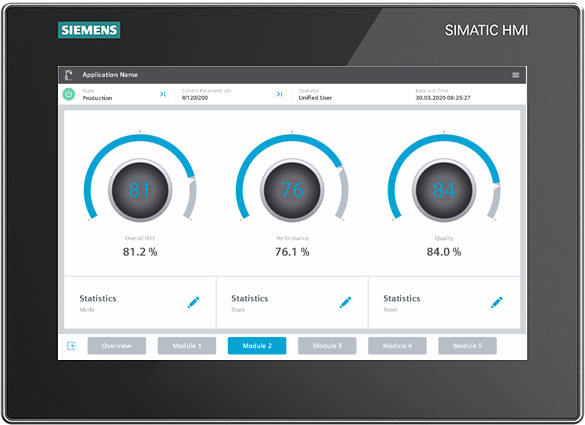 SIEMENS
SIMATIC HMI
Application Name
State
Production
Current Parameter set
R/120/200
Operator
Unified User
Date and Time
30.03.2020 08:25:27
81
76
84
Overall OEE
Performance
Quality
81.2 %
76.1 %
84.0 %
Statistics
Mode
Statistics
State
Statistics
Reset
Overview
Module 1
Module 2
Module 3
Module 4
Module 5